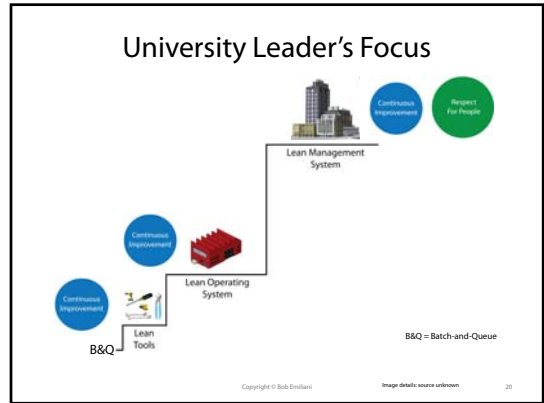 University Leader's Focus
Continuous
Improvement
Respect
For People
Lean Management
System
Continuous
Improvement
Lean Operating
System
Continuous
Improvement
Lean
Tools
B&Q
B&Q = Batch-and-Queue
Copyright © Bob Emiliani
Image details: source unknown
20